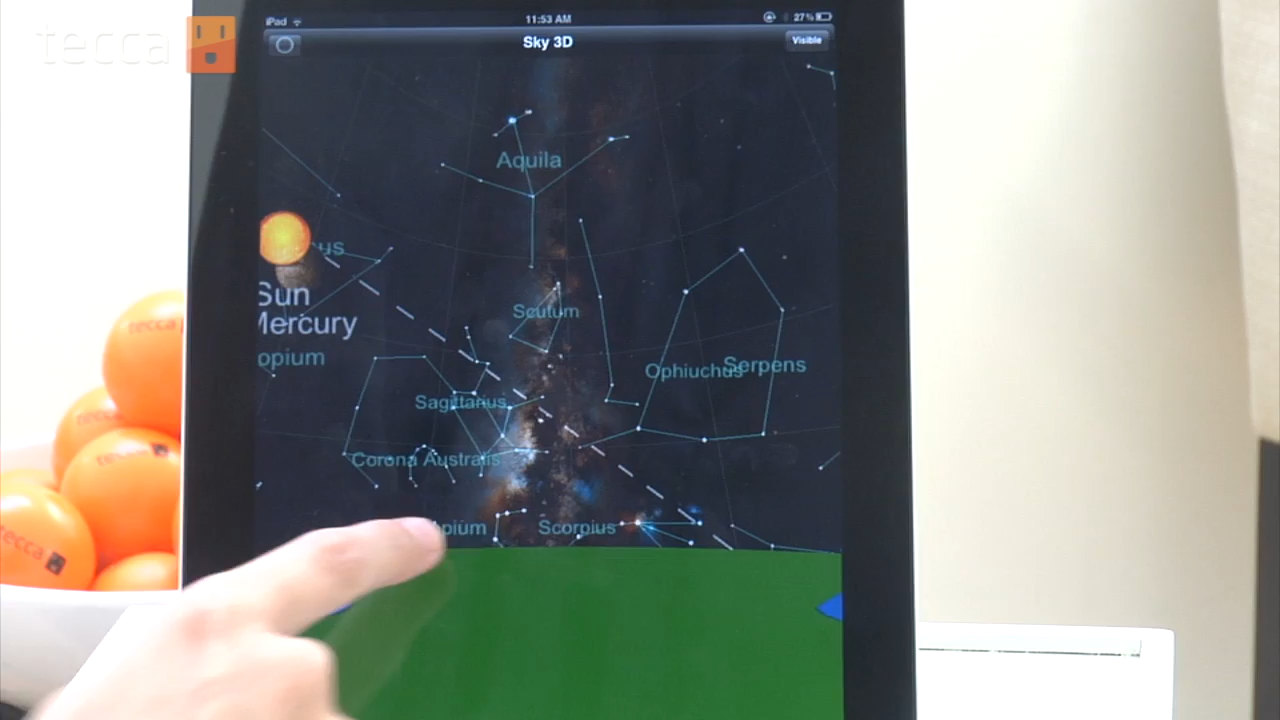 tecca
iPad
11:53 AM
27%
Sky 3D
Visible
Aquila
Sun
Mercury
Scutum
Ophiuchus
Serpens
Sagittarius
Corona Australis
Scorpius
tecca
tecca
tecca
tecca